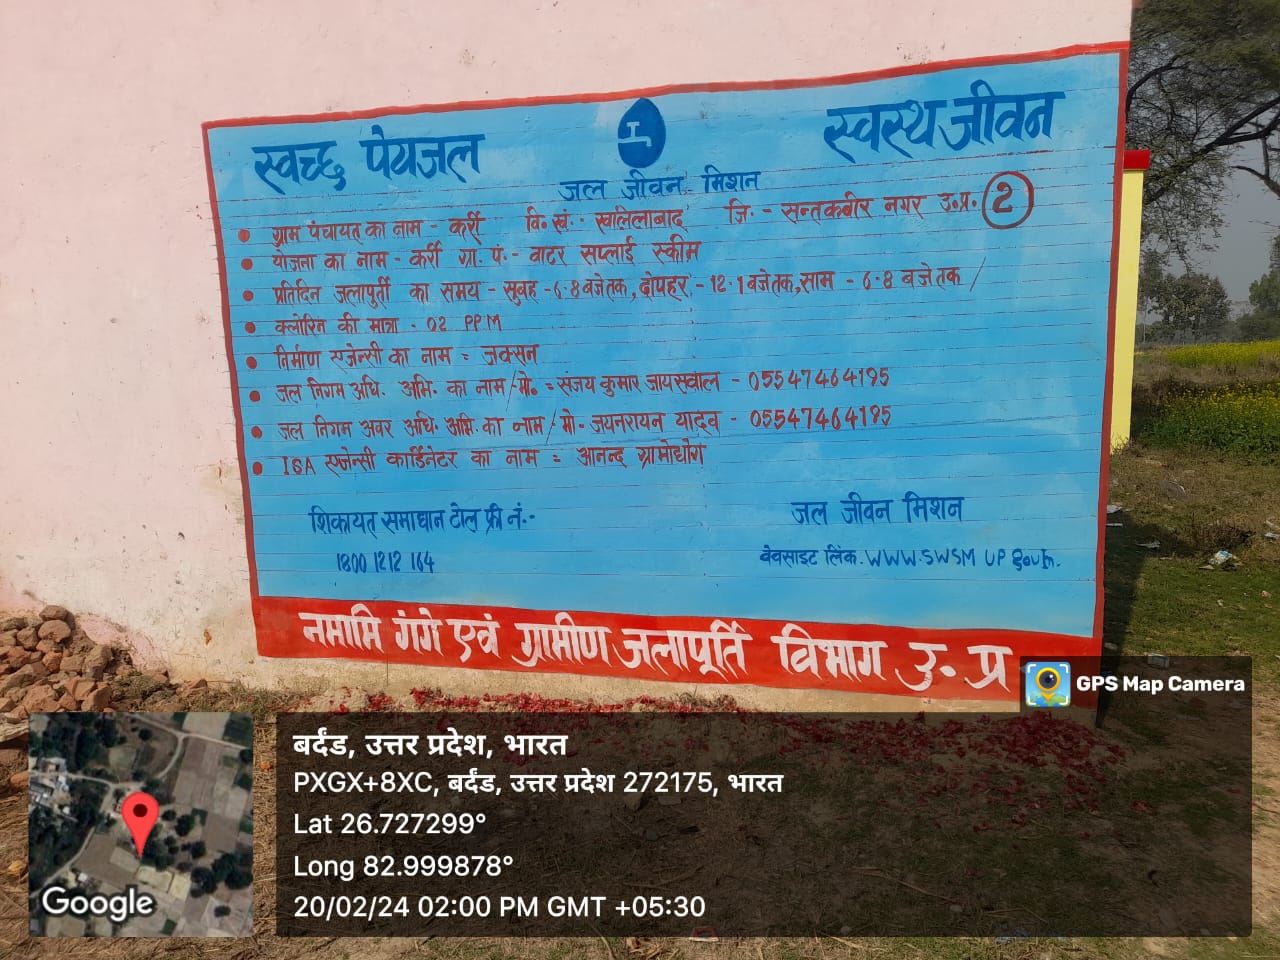 स्वच्छ पेयजल
स्वस्थ जीवन
जल जीवन मिशन
ग्राम पंचायत का नाम - कर्री वि॰ खं॰ - खलिलाबाद् जि॰ - सन्तकबीर नगर उ॰प्र॰ 2
योजना का नाम - कर्री ग्रा. पं. - वाटर सप्लाई स्कीम
प्रतिदिन जलापुर्ती का समय - सुबह - 6-8 बजे तक, दोपहर - 12-1 बजे तक, साम - 6-8 बजे तक /
क्लोरिन की मात्रा - 02 PPM
निर्माण एजेन्सी का नाम = जक्सन
जल निगम अधि. अभि. का नाम / मो॰ = संजय कुमार जायसवाल - 05547464195
जल निगम अवर अधि. अभि. का नाम / मो. जयनरायन यादव - 05547464195
ISA एजेन्सी कार्डिनेटर का नाम = आनन्द ग्रामोद्योग
शिकायत समाधान टोल फ्री नं.-
1800 1212 164
जल जीवन मिशन
वेवसाइट लिंक. WWW.SWSM UP
नमामि गंगे एवं ग्रामीण जलापूर्ति विभाग उ॰ प्र
GPS Map Camera
बर्दंड, उत्तर प्रदेश, भारत
PXGX+8XC, बर्दंड, उत्तर प्रदेश 272175, भारत
Lat 26.727299°
Long 82.999878°
20/02/24 02:00 PM GMT +05:30
Google